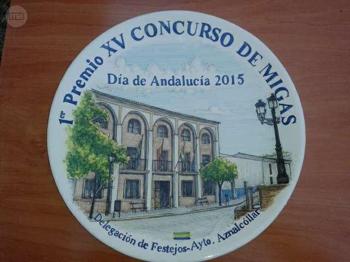 1er Premio XV CONCURSO DE MIGAS
Día de Andalucía 2015
Delegación de Festejos-Ayto. Aznalcóllar